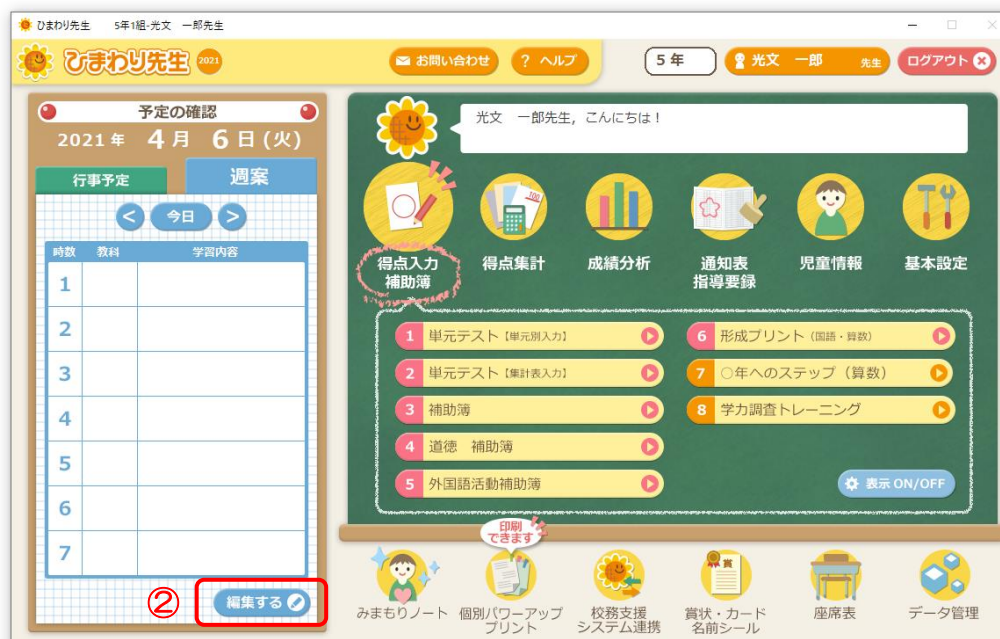 ひまわり先生 5年1組-光文 一郎先生
ひまわり先生 2021
お問い合わせ
? ヘルプ
5 年
光文 一郎 先生
ログアウト
予定の確認
2021 年 4 月 6 日 (火)
行事予定
週案
<
今日
>
時数 教科 学習内容
1
2
3
4
5
6
7
②
編集する
光文 一郎先生，こんにちは！
得点入力
補助簿
得点集計
成績分析
通知表
指導要録
児童情報
基本設定
1 単元テスト【単元別入力】
2 単元テスト【集計表入力】
3 補助簿
4 道徳 補助簿
5 外国語活動補助簿
6 形成プリント（国語・算数）
7 ○年へのステップ（算数）
8 学力調査トレーニング
表示 ON/OFF
印刷
できます
みまもりノート
個別パワーアップ
プリント
校務支援
システム連携
賞
賞状・カード
名前シール
座席表
データ管理
100